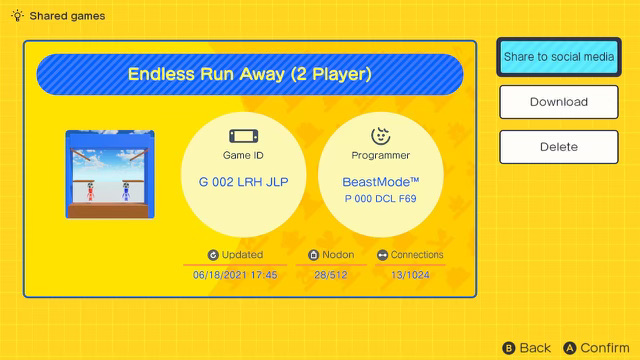 Shared games
Endless Run Away (2 Player)
Share to social media
Download
Delete
Game ID
G 002 LRH JLP
Programmer
BeastMode™
P 000 DCL F69
Updated
06/18/2021 17:45
Nodon
28/512
Connections
13/1024
B Back
A Confirm